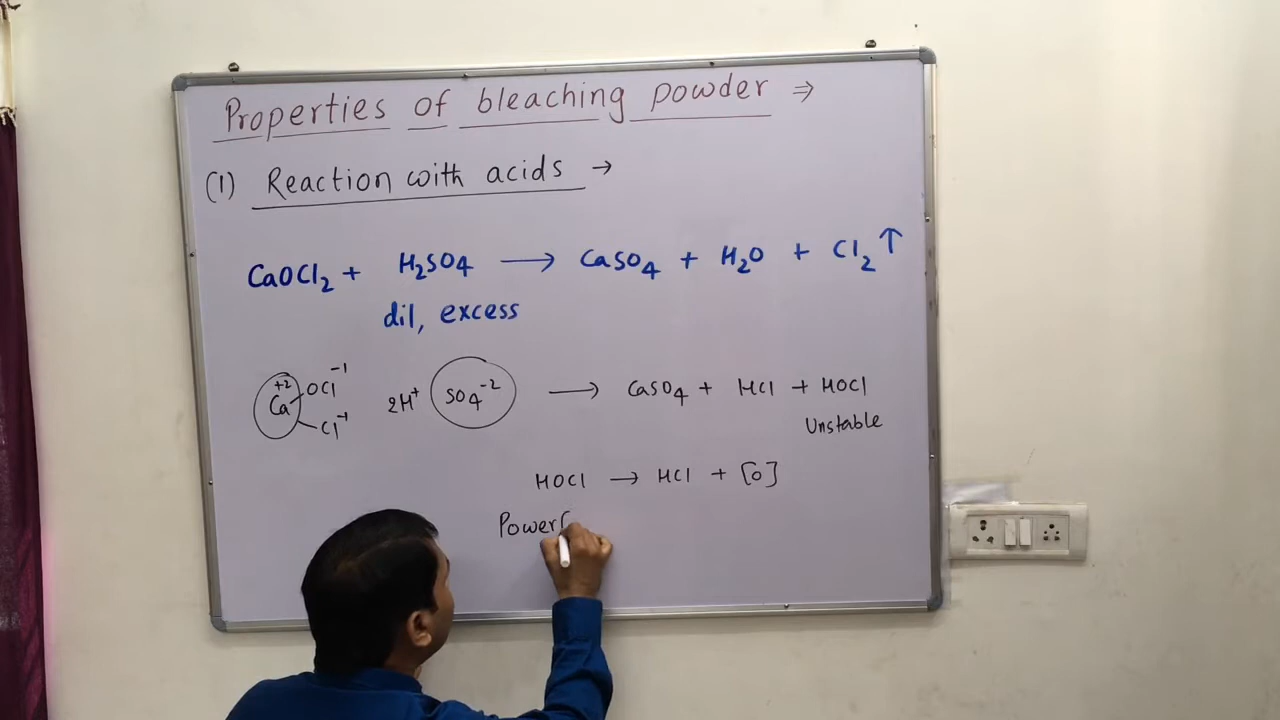 Properties of bleaching powder ⇒
(1) Reaction with acids →
CaOCl₂ + H₂SO₄ → CaSO₄ + H₂O + Cl₂ ↑
dil, excess
Ca⁺² OCl⁻¹ Cl⁻¹ 2H⁺ SO₄⁻² → CaSO₄ + HCl + HOCl
Unstable
HOCl → HCl + [O]